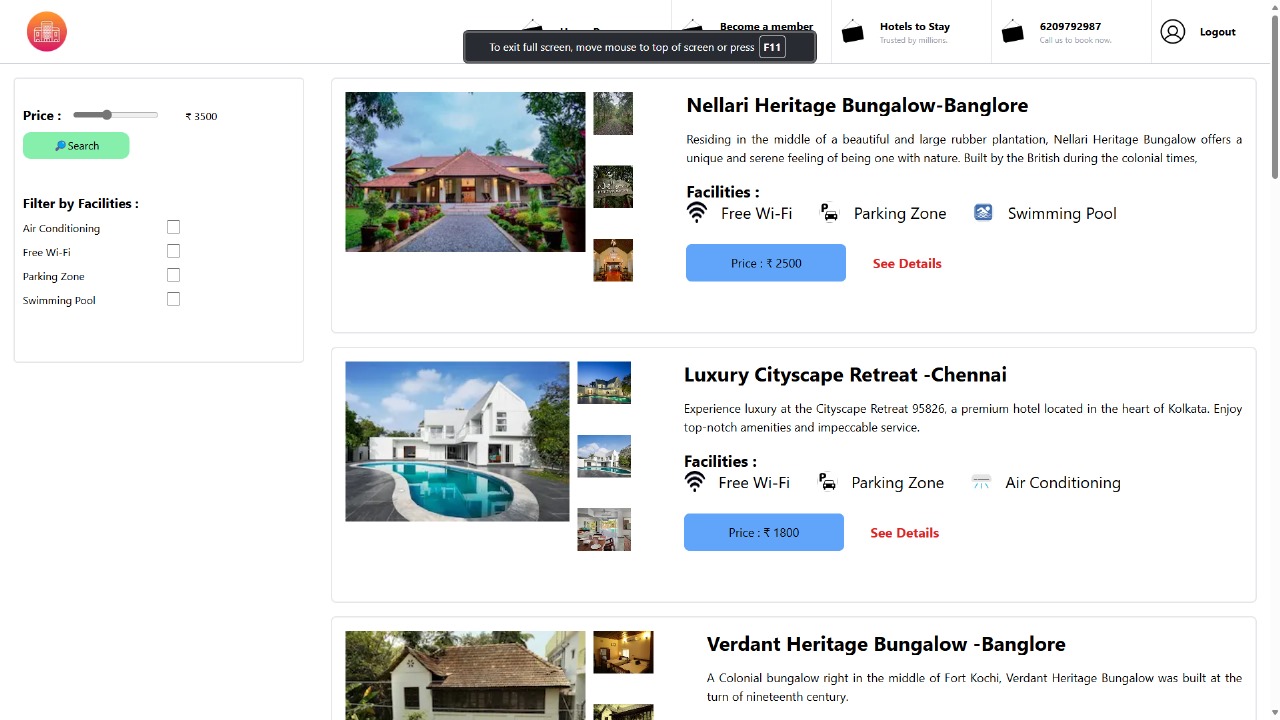 Become a member
Hotels to Stay
Trusted by millions.
6209792987
Call us to book now.
Logout
To exit full screen, move mouse to top of screen or press F11
Price :
₹ 3500
Search
Filter by Facilities :
Air Conditioning
Free Wi-Fi
Parking Zone
Swimming Pool
Nellari Heritage Bungalow-Banglore
Residing in the middle of a beautiful and large rubber plantation, Nellari Heritage Bungalow offers a
unique and serene feeling of being one with nature. Built by the British during the colonial times,
Facilities :
Free Wi-Fi Parking Zone Swimming Pool
Price : ₹ 2500 See Details
Luxury Cityscape Retreat -Chennai
Experience luxury at the Cityscape Retreat 95826, a premium hotel located in the heart of Kolkata. Enjoy
top-notch amenities and impeccable service.
Facilities :
Free Wi-Fi Parking Zone Air Conditioning
Price : ₹ 1800 See Details
Verdant Heritage Bungalow -Banglore
A Colonial bungalow right in the middle of Fort Kochi, Verdant Heritage Bungalow was built at the
turn of nineteenth century.